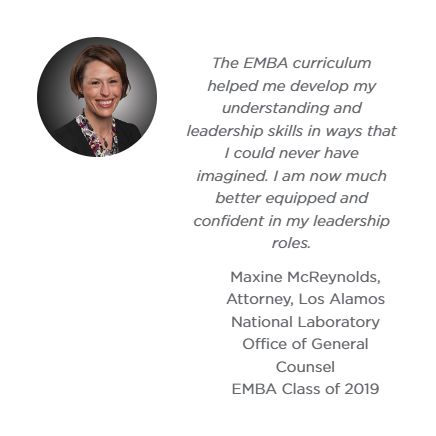 The EMBA curriculum
helped me develop my
understanding and
leadership skills in ways that
I could never have
imagined. I am now much
better equipped and
confident in my leadership
roles.
Maxine McReynolds,
Attorney, Los Alamos
National Laboratory
Office of General
Counsel
EMBA Class of 2019